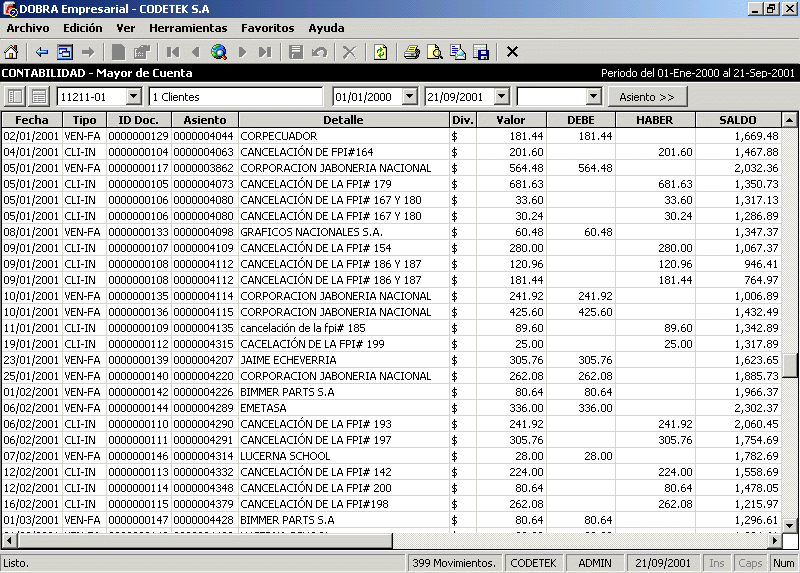 DOBRA Empresarial - CODETEK S.A
Archivo Edición Ver Herramientas Favoritos Ayuda
CONTABILIDAD - Mayor de Cuenta Periodo del 01-Ene-2000 al 21-Sep-2001
11211-01 1 Clientes 01/01/2000 21/09/2001 Asiento >>
Fecha Tipo ID Doc. Asiento Detalle Div. Valor DEBE HABER SALDO
02/01/2001 VEN-FA 0000000129 0000004044 CORPECUADOR $ 181.44 181.44 1,669.48
04/01/2001 CLI-IN 0000000104 0000004063 CANCELACIÓN DE FPI#164 $ 201.60 201.60 1,467.88
05/01/2001 VEN-FA 0000000117 0000003862 CORPORACION JABONERIA NACIONAL $ 564.48 564.48 2,032.36
05/01/2001 CLI-IN 0000000105 0000004073 CANCELACIÓN DE LA FPI# 179 $ 681.63 681.63 1,350.73
05/01/2001 CLI-IN 0000000106 0000004080 CANCELACIÓN DE LA FPI# 167 Y 180 $ 33.60 33.60 1,317.13
05/01/2001 CLI-IN 0000000106 0000004080 CANCELACIÓN DE LA FPI# 167 Y 180 $ 30.24 30.24 1,286.89
08/01/2001 VEN-FA 0000000133 0000004098 GRAFICOS NACIONALES S.A. $ 60.48 60.48 1,347.37
09/01/2001 CLI-IN 0000000107 0000004109 CANCELACIÓN DE LA FPI# 154 $ 280.00 280.00 1,067.37
09/01/2001 CLI-IN 0000000108 0000004112 CANCELACIÓN DE LA FPI# 186 Y 187 $ 120.96 120.96 946.41
09/01/2001 CLI-IN 0000000108 0000004112 CANCELACIÓN DE LA FPI# 186 Y 187 $ 181.44 181.44 764.97
10/01/2001 VEN-FA 0000000135 0000004114 CORPORACION JABONERIA NACIONAL $ 241.92 241.92 1,006.89
10/01/2001 VEN-FA 0000000136 0000004115 CORPORACION JABONERIA NACIONAL $ 425.60 425.60 1,432.49
11/01/2001 CLI-IN 0000000109 0000004135 cancelación de la fpi# 185 $ 89.60 89.60 1,342.89
19/01/2001 CLI-IN 0000000112 0000004315 CACELACIÓN DE LA FPI# 199 $ 25.00 25.00 1,317.89
23/01/2001 VEN-FA 0000000139 0000004207 JAIME ECHEVERRIA $ 305.76 305.76 1,623.65
25/01/2001 VEN-FA 0000000140 0000004220 CORPORACION JABONERIA NACIONAL $ 262.08 262.08 1,885.73
01/02/2001 VEN-FA 0000000142 0000004226 BIMMER PARTS S.A $ 80.64 80.64 1,966.37
06/02/2001 VEN-FA 0000000144 0000004289 EMETASA $ 336.00 336.00 2,302.37
06/02/2001 CLI-IN 0000000110 0000004290 CANCELACIÓN DE LA FPI# 193 $ 241.92 241.92 2,060.45
06/02/2001 CLI-IN 0000000111 0000004291 CANCELACIÓN DE LA FPI# 197 $ 305.76 305.76 1,754.69
07/02/2001 VEN-FA 0000000146 0000004314 LUCERNA SCHOOL $ 28.00 28.00 1,782.69
12/02/2001 CLI-IN 0000000113 0000004332 CANCELACIÓN DE LA FPI# 142 $ 224.00 224.00 1,558.69
12/02/2001 CLI-IN 0000000114 0000004348 CANCELACIÓN DE LA FPI# 200 $ 80.64 80.64 1,478.05
16/02/2001 CLI-IN 0000000115 0000004379 CANCELACIÓN DE LA FPI#198 $ 262.08 262.08 1,215.97
01/03/2001 VEN-FA 0000000147 0000004428 BIMMER PARTS S.A $ 80.64 80.64 1,296.61
Listo. 399 Movimientos. CODETEK ADMIN 21/09/2001 Ins Caps Num